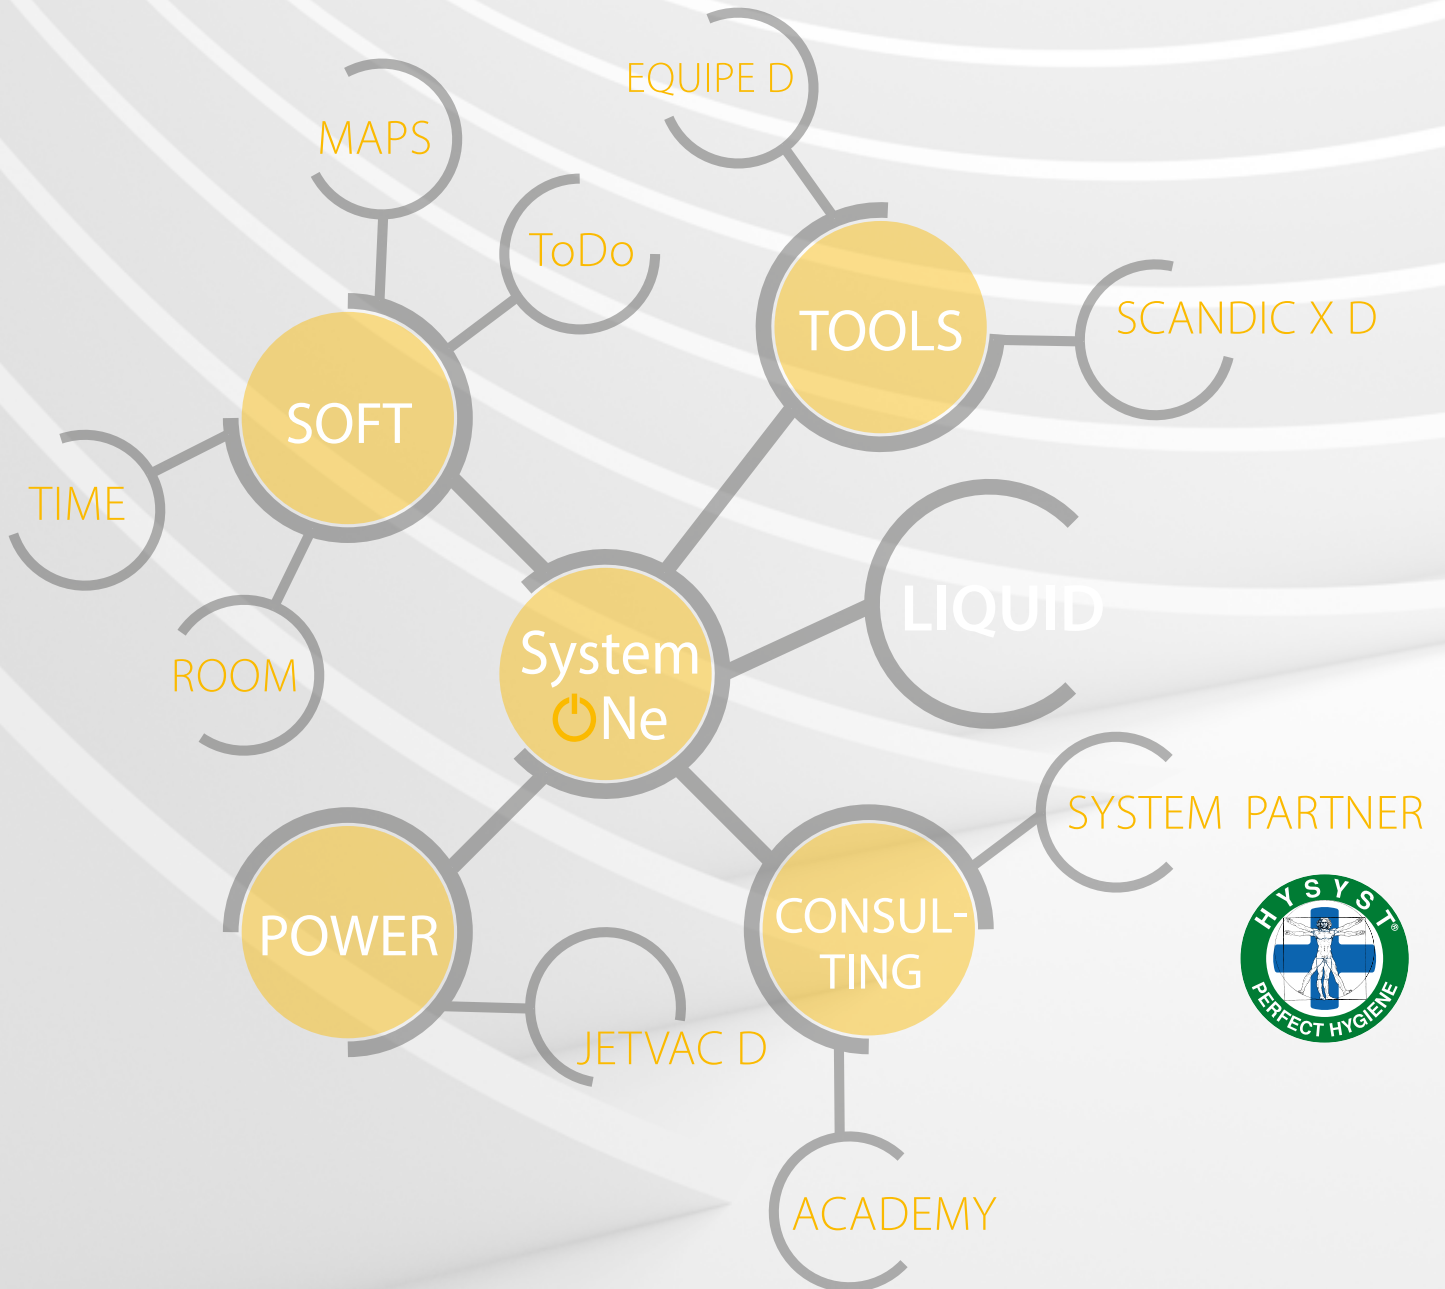 EQUIPE D
MAPS
ToDo
TOOLS
SCANDIC X D
SOFT
TIME
LIQUID
System
ONe
ROOM
SYSTEM PARTNER
POWER
CONSUL-
TING
HYSYST®
PERFECT HYGIENE
JETVAC D
ACADEMY